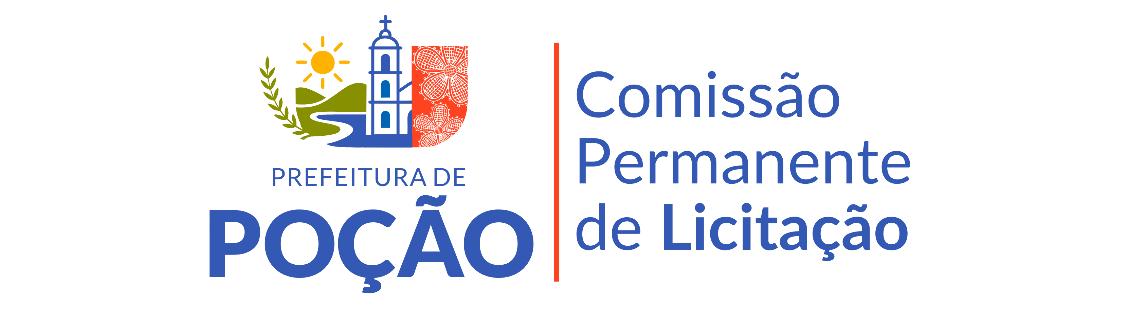 PREFEITURA DE
POÇÃO
Comissão
Permanente
de Licitação